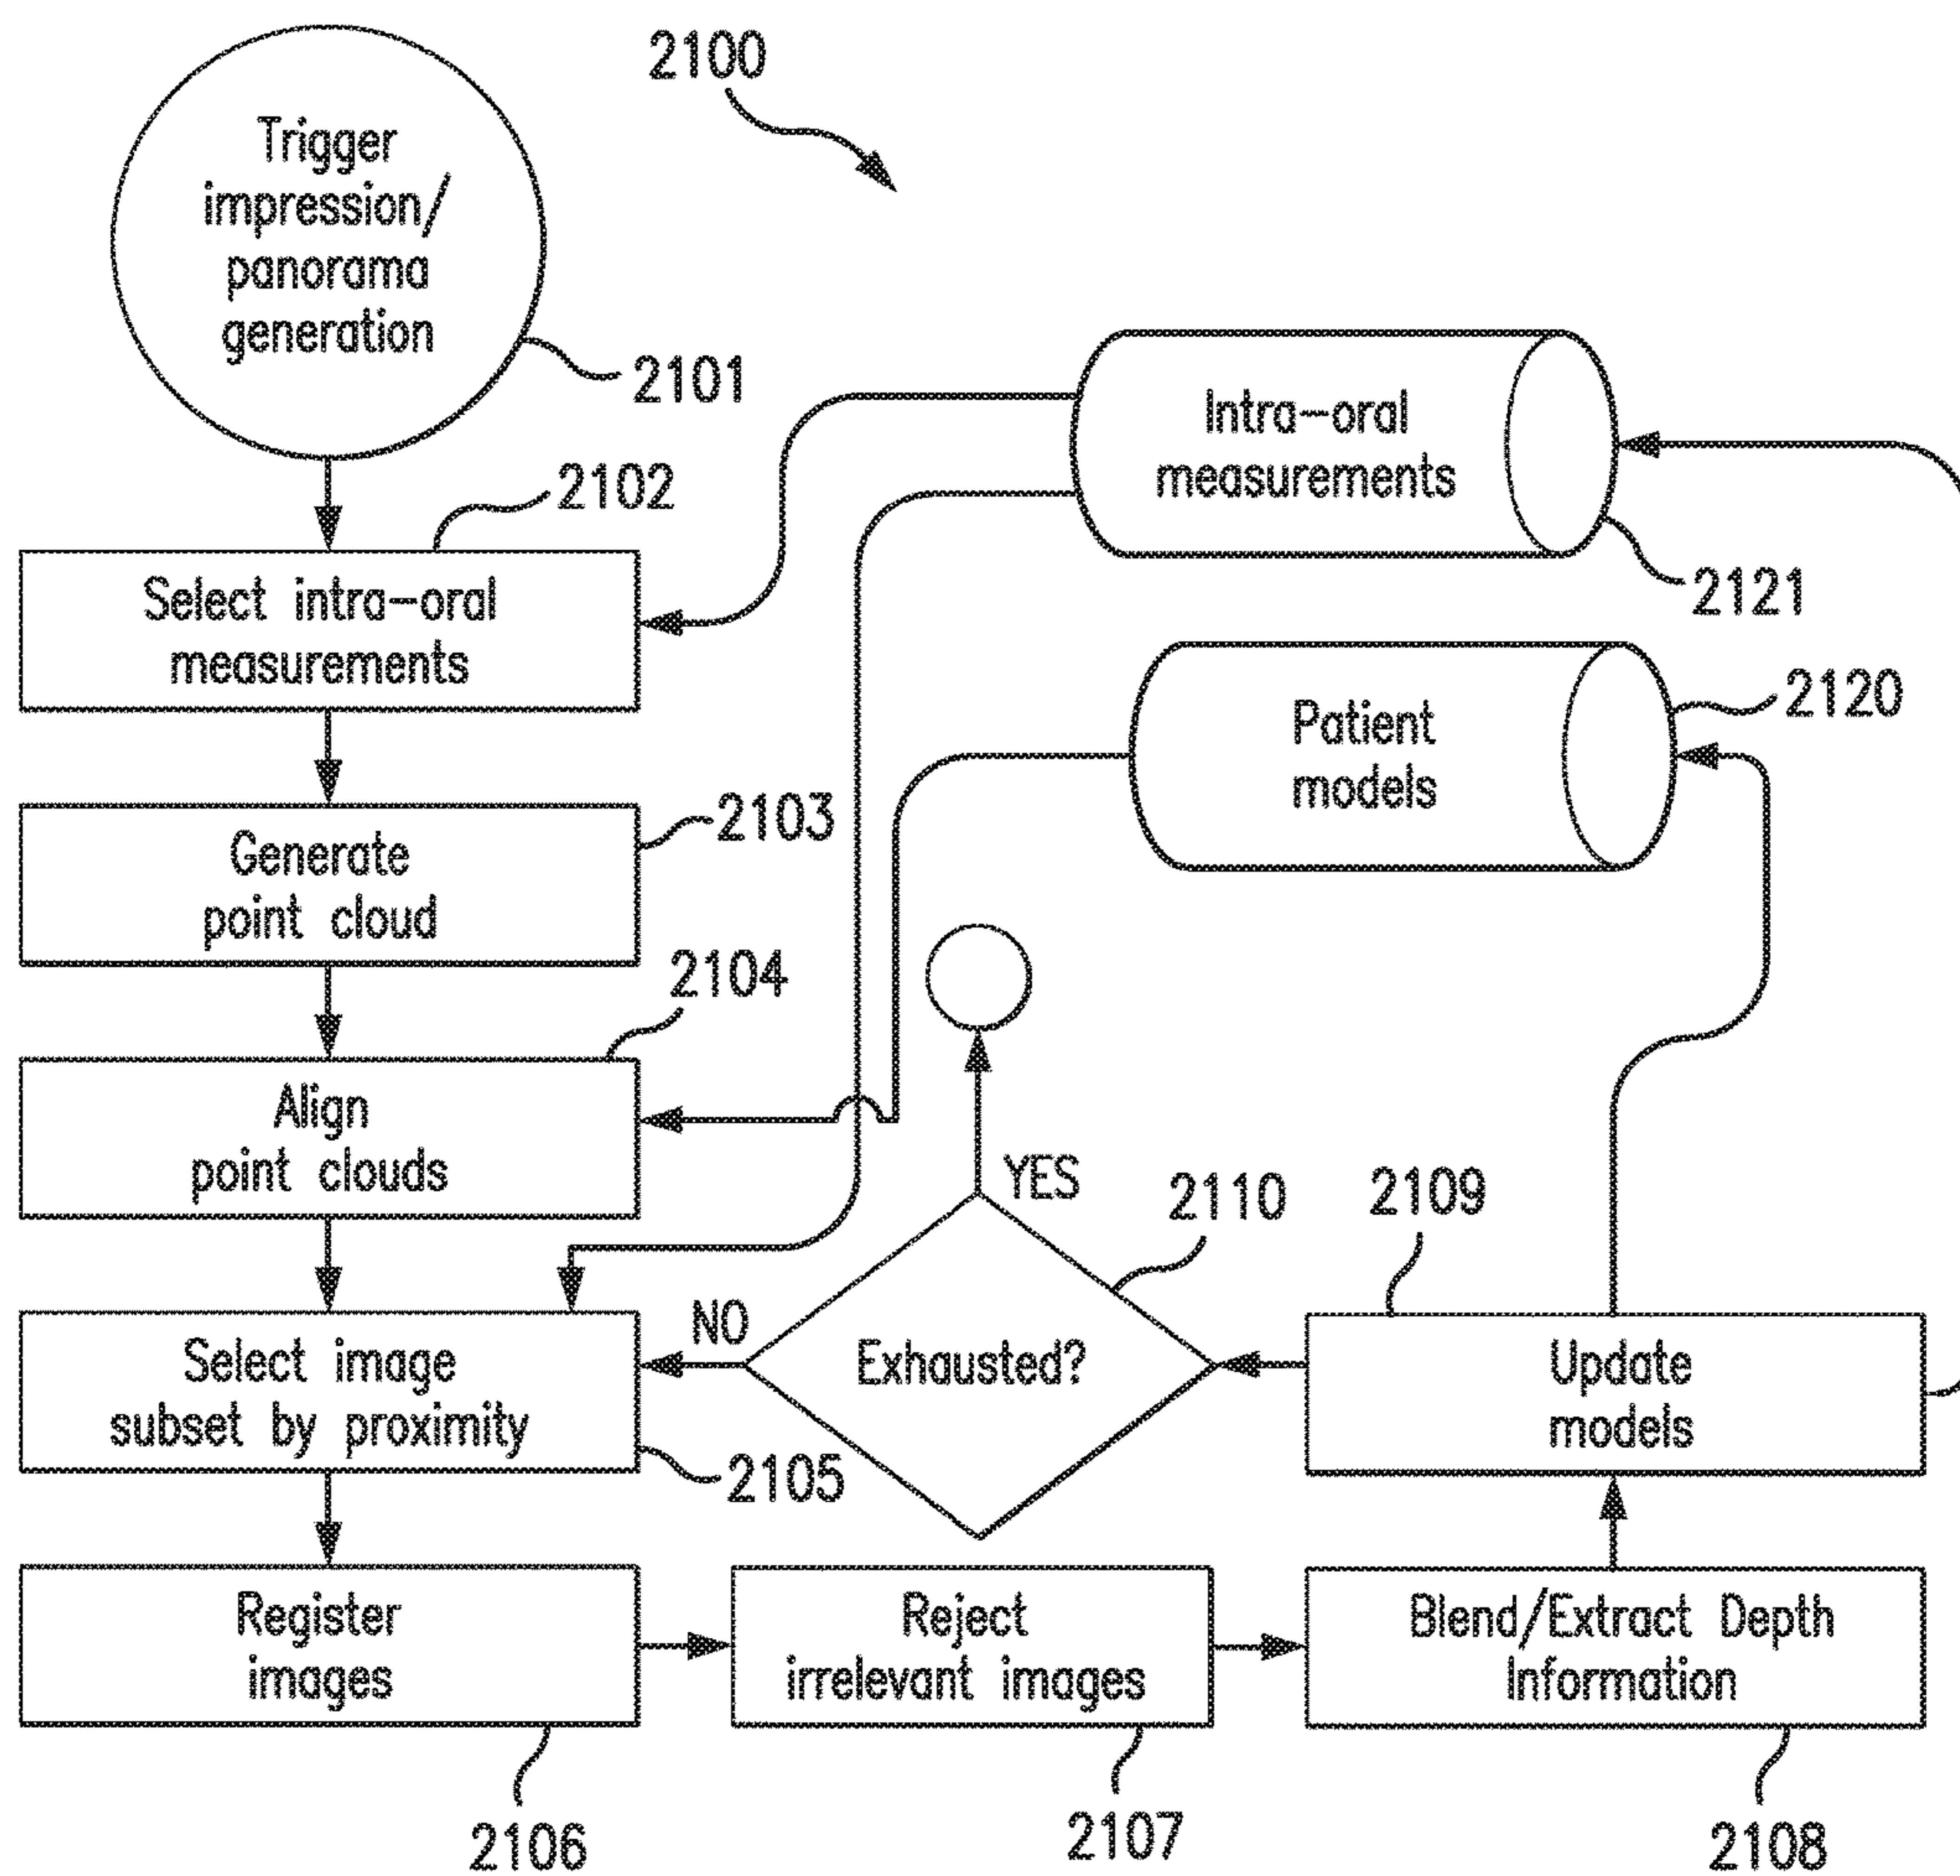 2100
Trigger
impression/
panorama
generation
2101
2102
Select intra-oral
measurements
Intra-oral
measurements
2121
Patient
models
2120
Generate
point cloud
2103
2104
Align
point clouds
YES
2110
2109
Select image
subset by proximity
2105
NO
Exhausted?
Update
models
Register
images
2106
Reject
irrelevant images
2107
Blend/Extract Depth
Information
2108